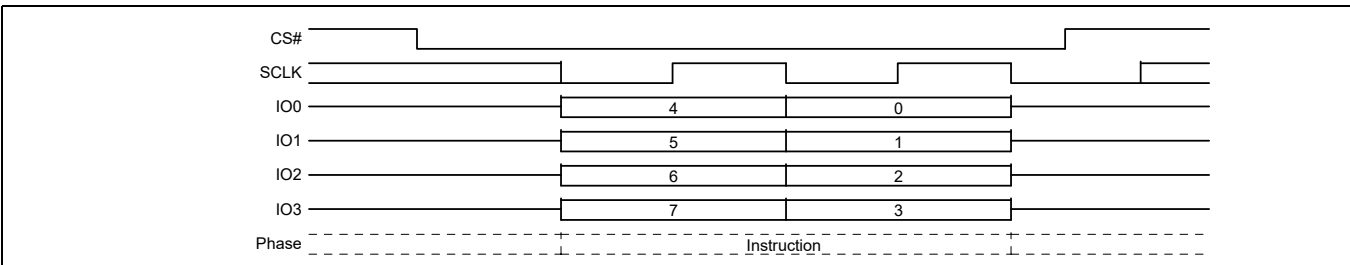 CS#
SCLK
IO0 4 0
IO1 5 1
IO2 6 2
IO3 7 3
Phase Instruction